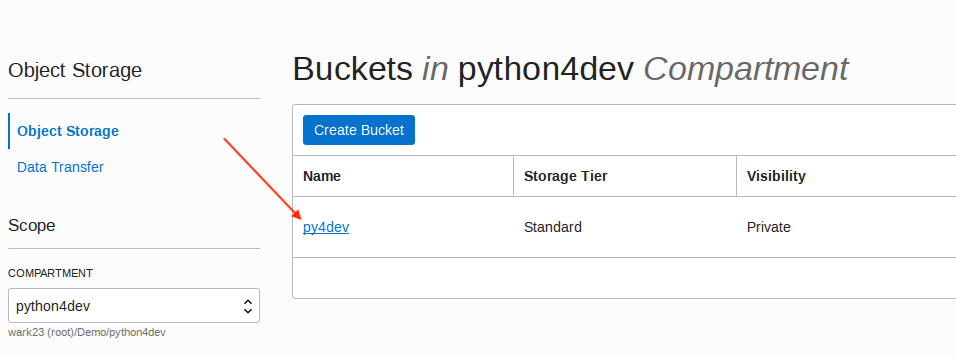 Object Storage
Object Storage
Data Transfer
Scope
COMPARTMENT
python4dev
wark23 (root)/Demo/python4dev
Buckets in python4dev Compartment
Create Bucket
Name Storage Tier Visibility
py4dev Standard Private